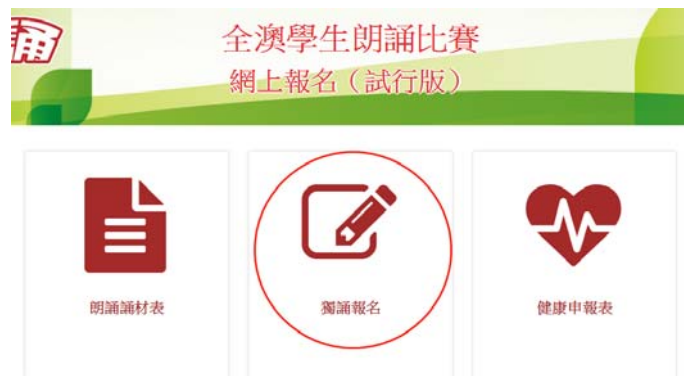 誦
全澳學生朗誦比賽
網上報名（試行版）
朗誦誦材表
獨誦報名
健康申報表